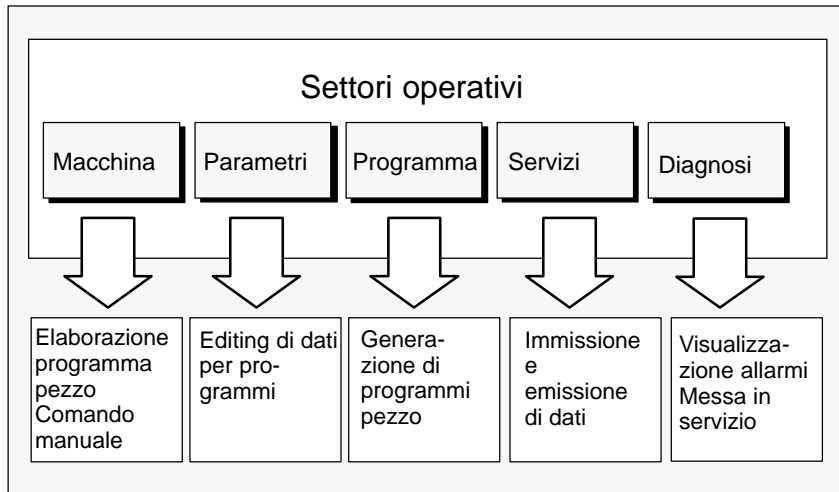 Settori operativi
Macchina
Parametri
Programma
Servizi
Diagnosi
Elaborazione
programma
pezzo
Comando
manuale
Editing di dati
per pro-
grammi
Genera-
zione di
programmi
pezzo
Immissione
e
emissione
di dati
Visualizza-
zione allarmi
Messa in
servizio